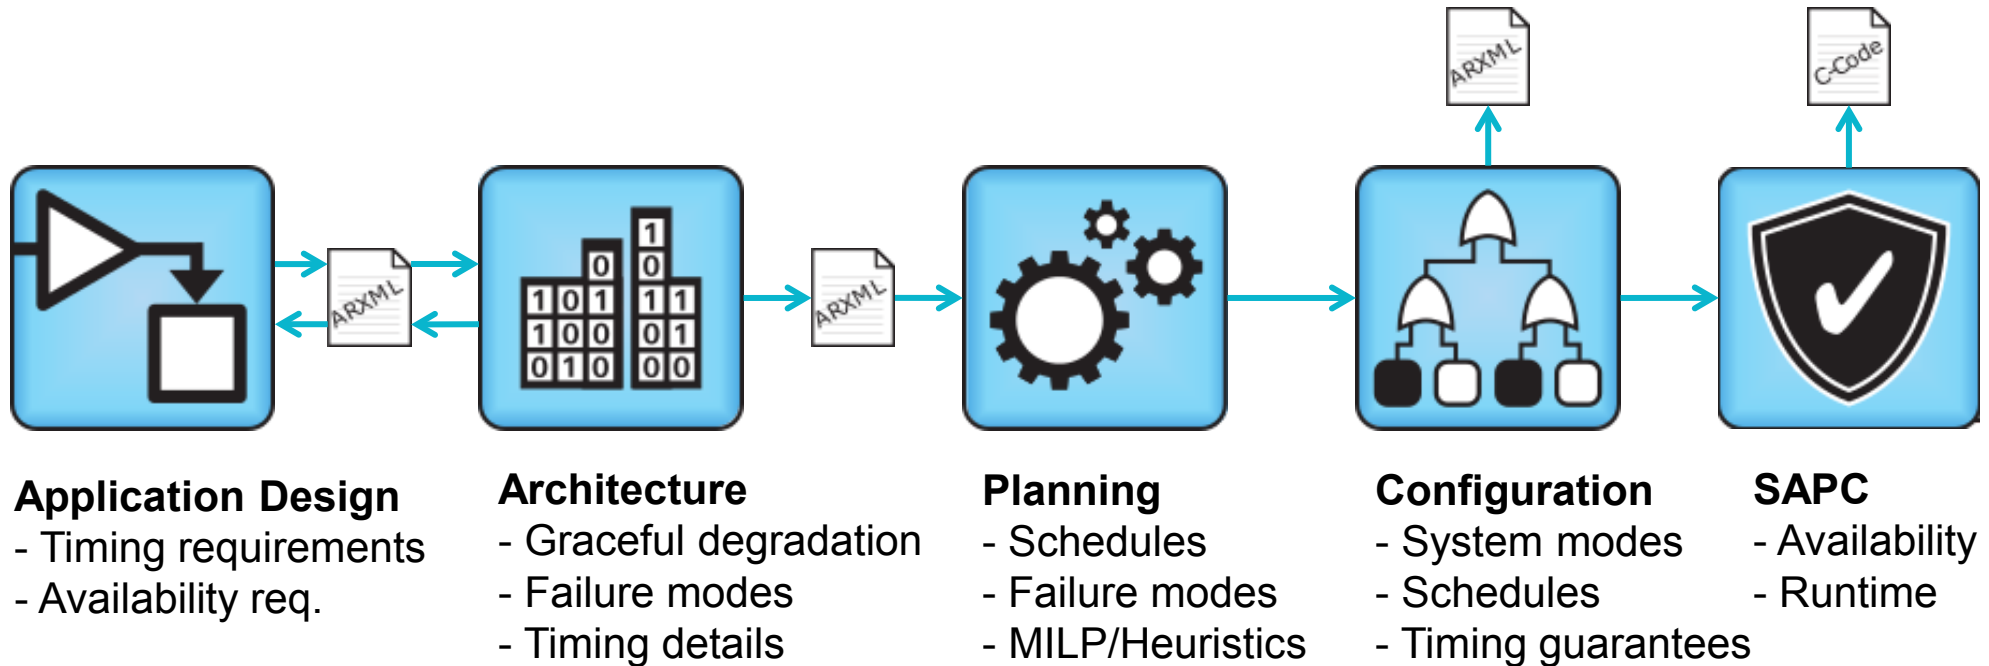 ARXML
C-Code
ARXML
ARXML
1
0 0
1 0 1 1 1
1 0 0 0 1
0 1 0 0 0
Application Design
- Timing requirements
- Availability req.
Architecture
- Graceful degradation
- Failure modes
- Timing details
Planning
- Schedules
- Failure modes
- MILP/Heuristics
Configuration
- System modes
- Schedules
- Timing guarantees
SAPC
- Availability
- Runtime